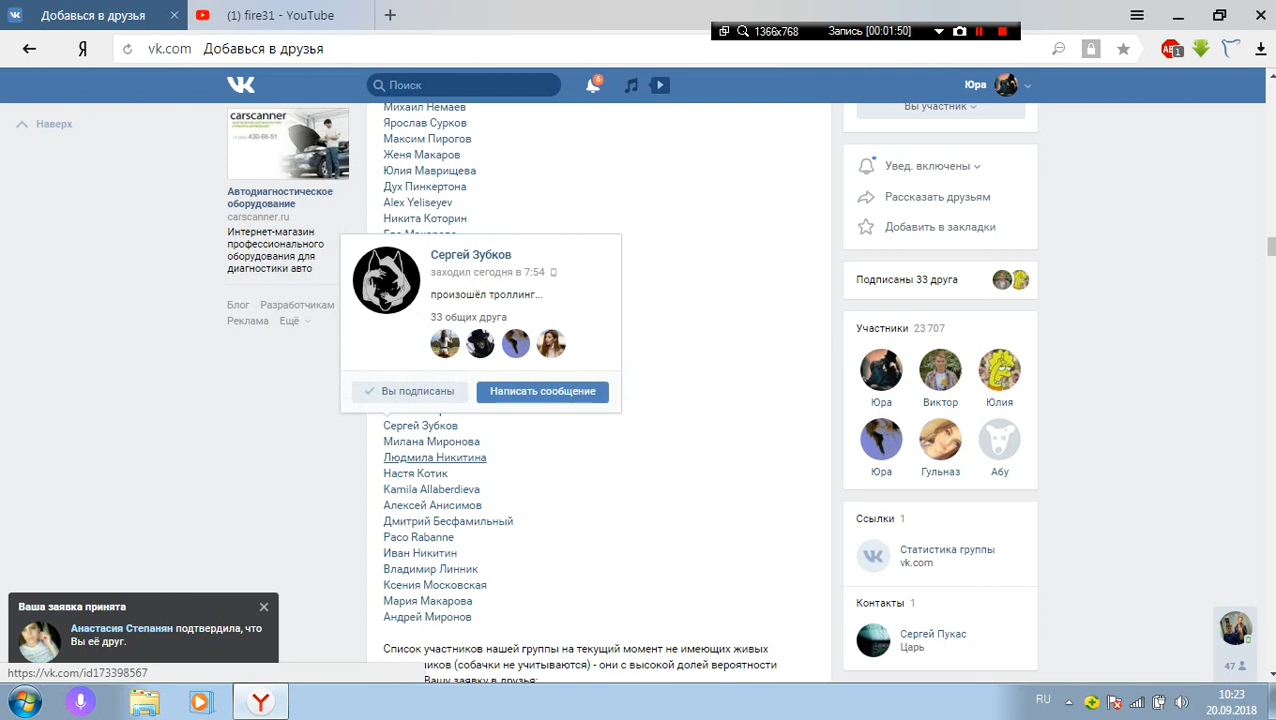 Добавься в друзья
(1) fire31 - YouTube
1366x768
Запись [00:01:50]
Я
vk.com Добавься в друзья
1
Поиск
6
Юра
Наверх
carscanner
430-66-51
Автодиагностическое
оборудование
carscanner.ru
Интернет-магазин
профессионального
оборудования для
диагностики авто
Блог Разработчикам
Реклама Ещё
Михаил Немаев
Ярослав Сурков
Максим Пирогов
Женя Макаров
Юлия Маврищева
Дух Пинкертона
Alex Yeliseyev
Никита Которин
Сергей Зубков
заходил сегодня в 7:54
произошёл троллинг...
33 общих друга
Вы подписаны
Написать сообщение
Сергей Зубков
Милана Миронова
Людмила Никитина
Настя Котик
Kamila Allaberdieva
Алексей Анисимов
Дмитрий Бесфамильный
Paco Rabanne
Иван Никитин
Владимир Линник
Ксения Московская
Мария Макарова
Андрей Миронов
Список участников нашей группы на текущий момент не имеющих живых
иков (собачки не учитываются) - они с высокой долей вероятности
Вашу заявку в друзья:
Вы участник
Увед. включены
Рассказать друзьям
Добавить в закладки
Подписаны 33 друга
Участники 23 707
Юра Виктор Юлия
Юра Гульназ Абу
Ссылки 1
Статистика группы
vk.com
Контакты 1
Сергей Пукас
Царь
47
Ваша заявка принята
Анастасия Степанян подтвердила, что
Вы её друг.
https://vk.com/id173398567
RU
10:23
20.09.2018